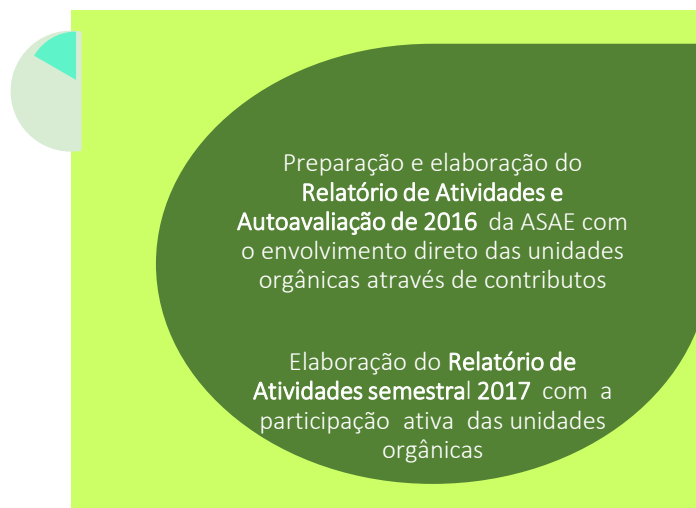 Preparação e elaboração do
Relatório de Atividades e
Autoavaliação de 2016 da ASAE com
o envolvimento direto das unidades
orgânicas através de contributos
Elaboração do Relatório de
Atividades semestral 2017 com a
participação ativa das unidades
orgânicas